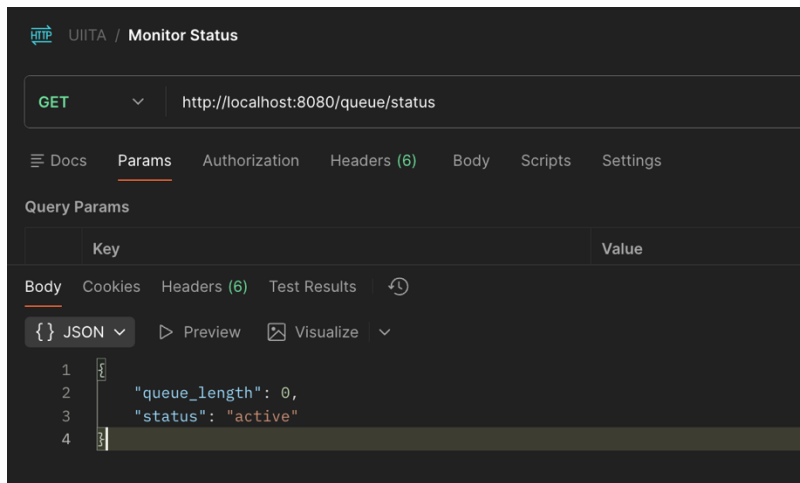 HTTP UIITA / Monitor Status
GET http://localhost:8080/queue/status
Docs Params Authorization Headers (6) Body Scripts Settings
Query Params
Key Value
Body Cookies Headers (6) Test Results
{} JSON Preview Visualize
1 {
2 "queue_length": 0,
3 "status": "active"
4 }